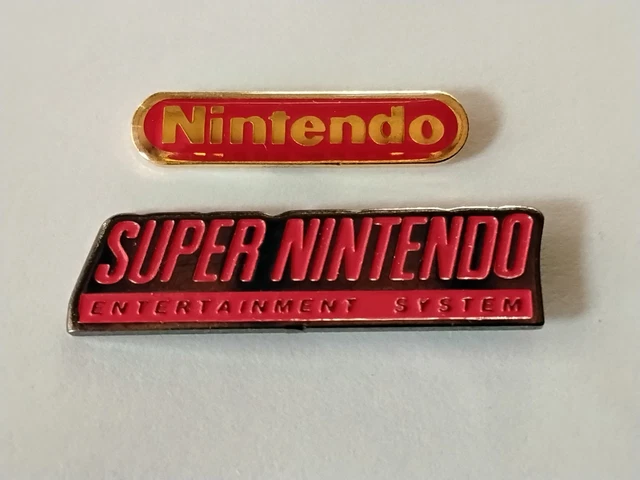 Nintendo
SUPER NINTENDO
ENTERTAINMENT SYSTEM